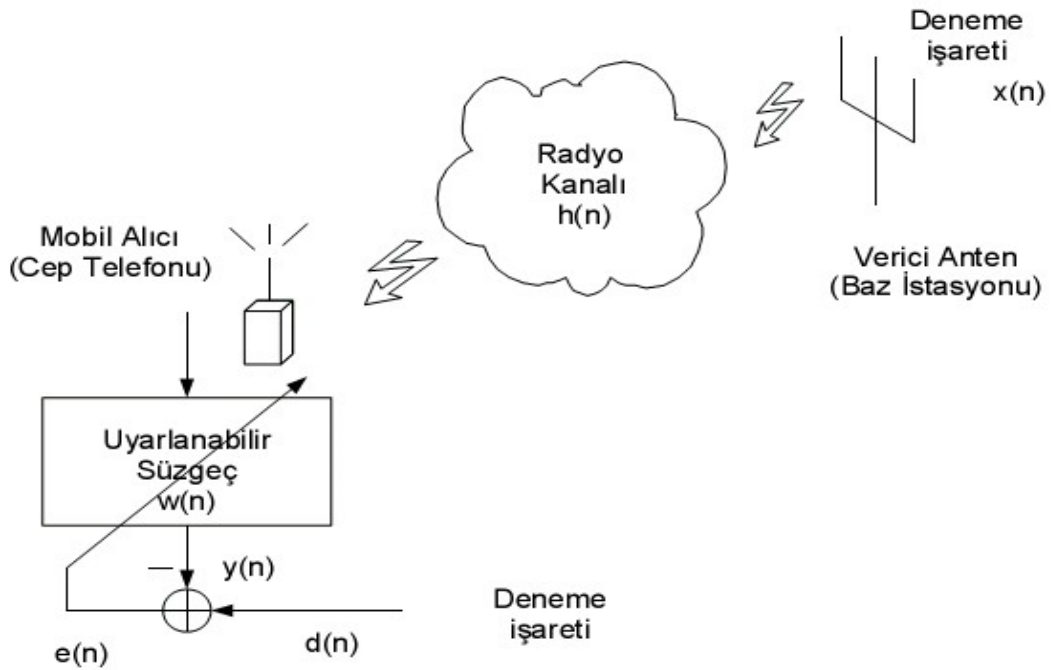 Deneme
işareti
x(n)
Radyo
Kanalı
h(n)
Mobil Alıcı
(Cep Telefonu)
Verici Anten
(Baz İstasyonu)
Uyarlanabilir
Süzgeç
w(n)
— y(n)
Deneme
işareti
d(n)
e(n)